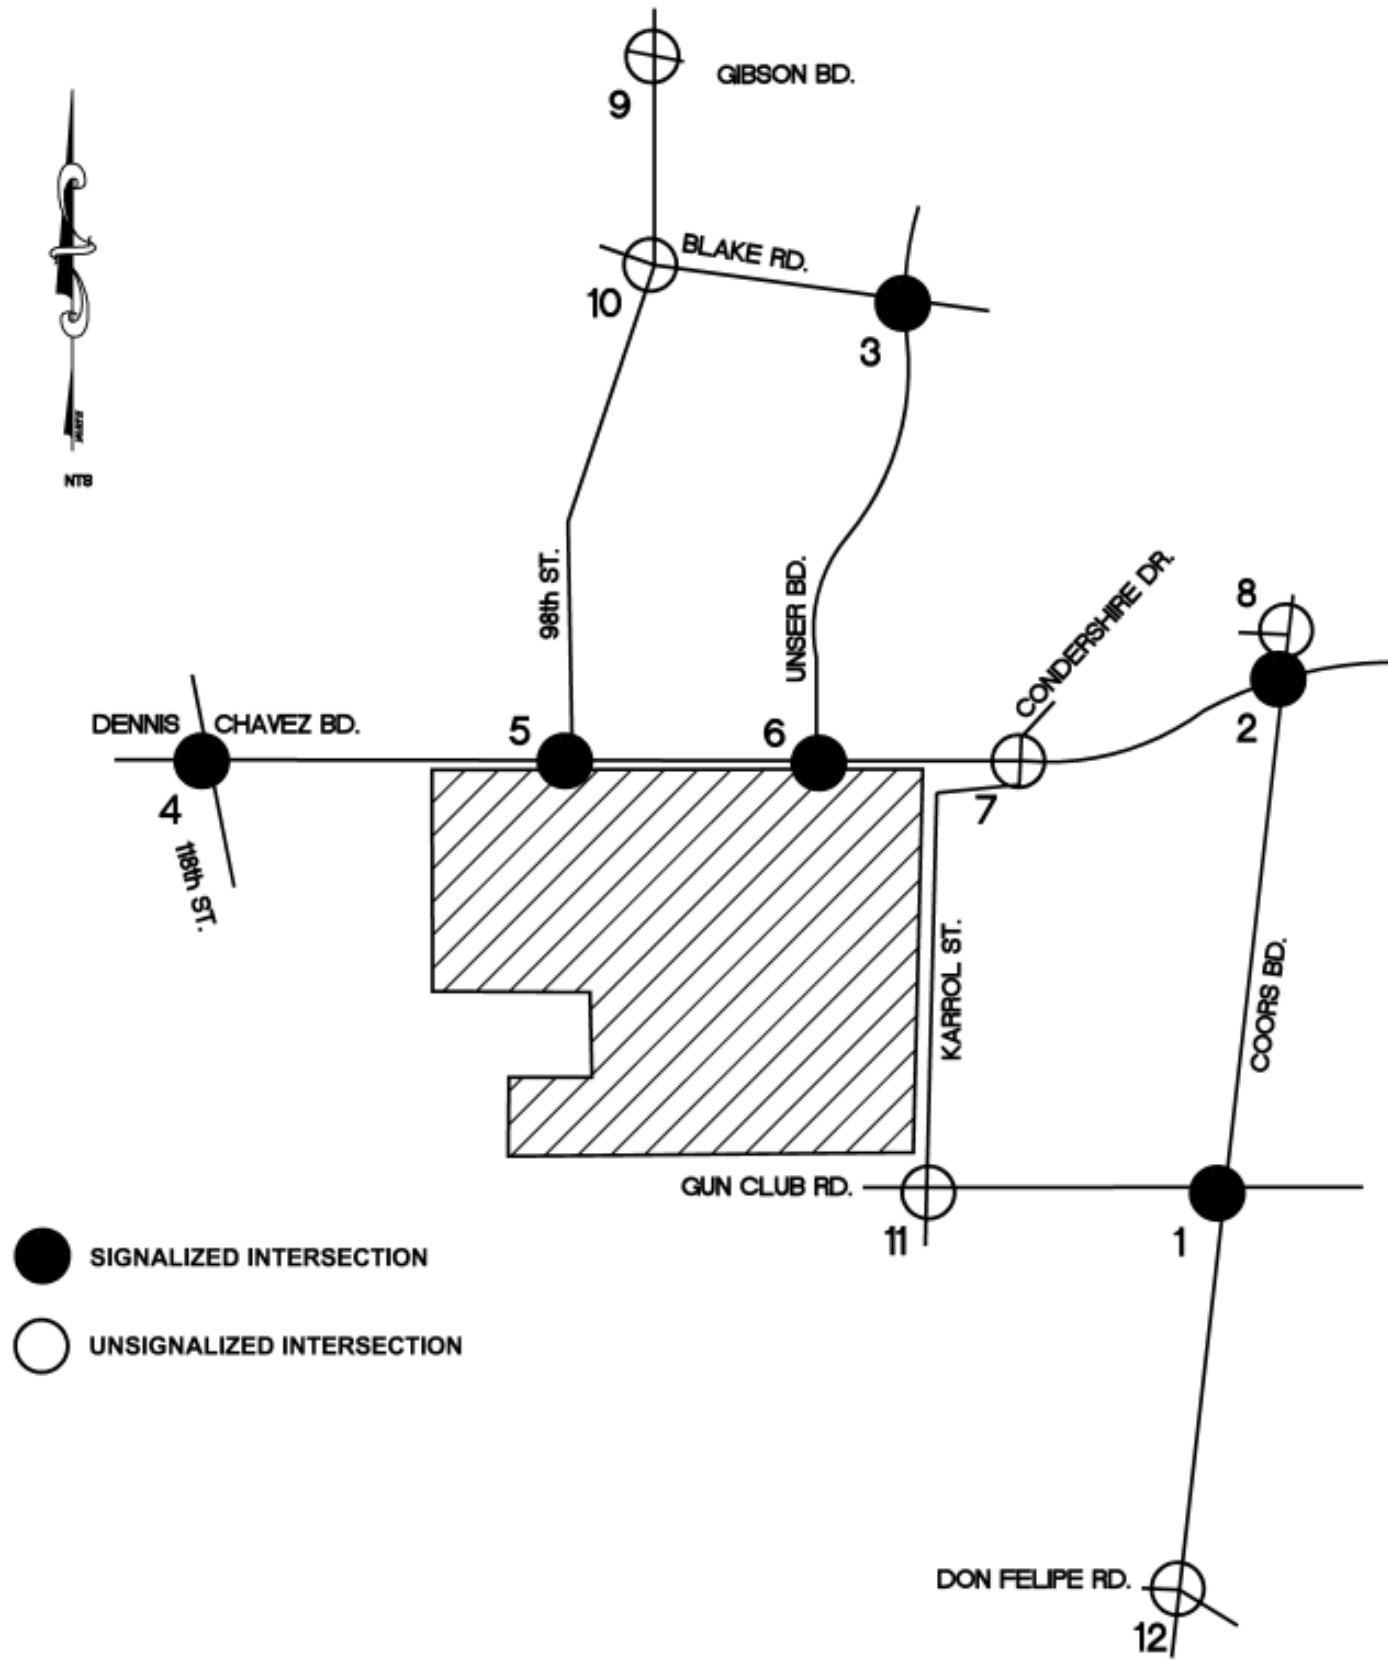 9
GIBSON BD.
BLAKE RD.
10
3
NTS
98th ST.
UNSER BD.
CONDERSHIRE DR.
8
DENNIS CHAVEZ BD.
5
6
2
4
7
118th ST.
KARROL ST.
COORS BD.
GUN CLUB RD.
11
1
SIGNALIZED INTERSECTION
UNSIGNALIZED INTERSECTION
DON FELIPE RD.
12